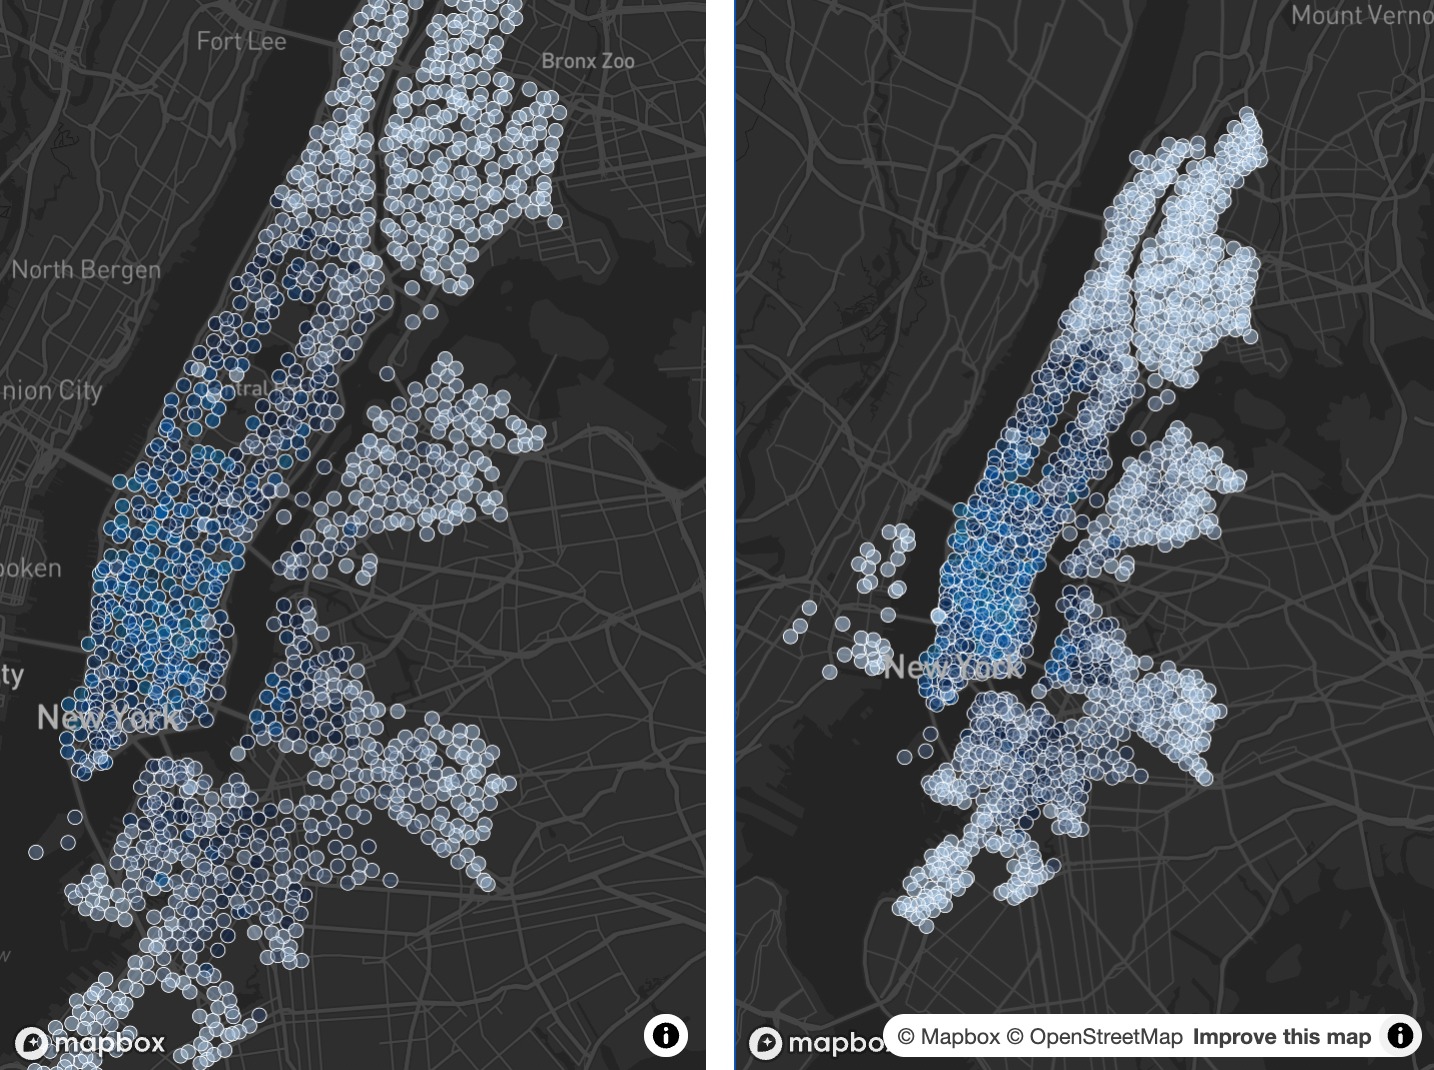 Fort Lee
Bronx Zoo
North Bergen
nion City
tral
oken
ty
New York
w
mapbox
Mount Verno
New York
mapbox
© Mapbox © OpenStreetMap Improve this map